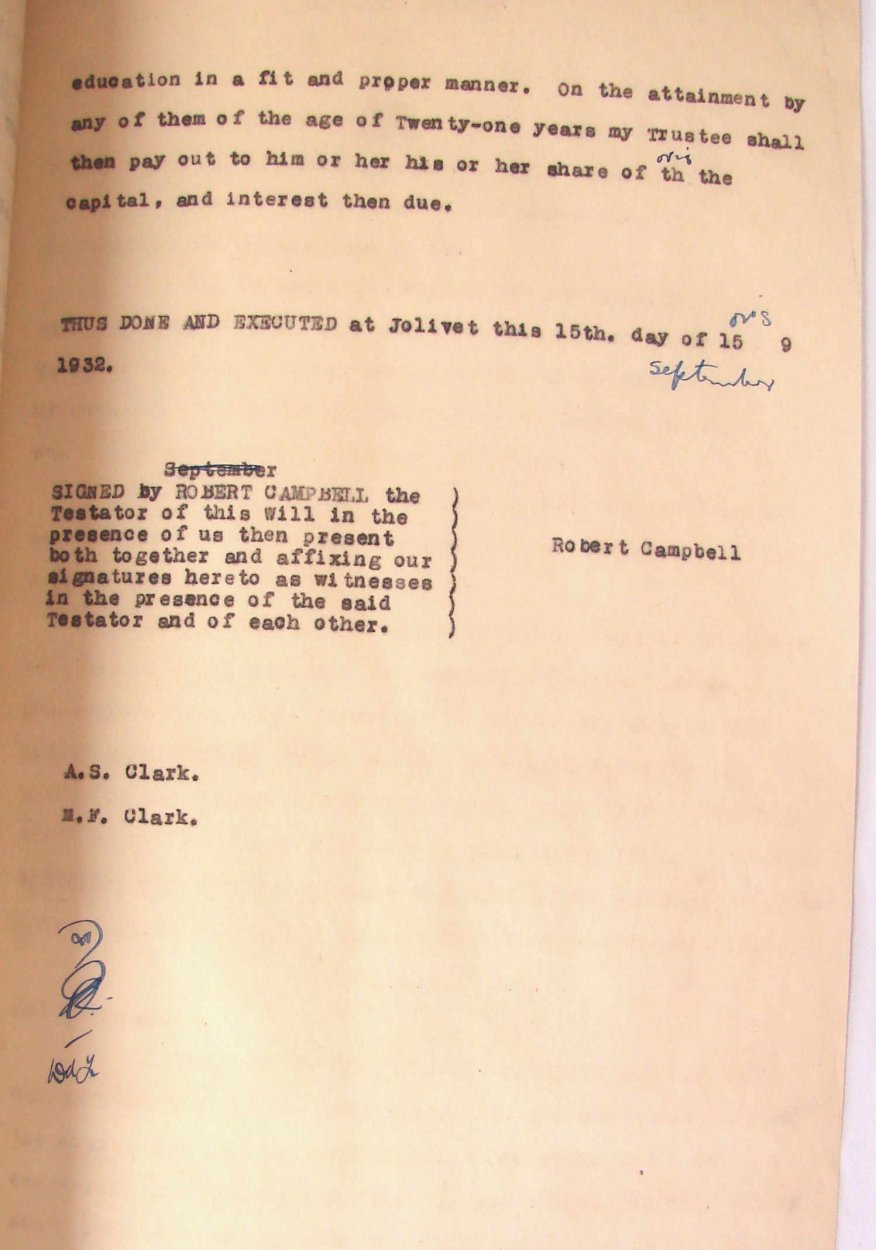 education in a fit and proper manner. On the attainment by
any of them of the age of Twenty-one years my Trustee shall
ovis
then pay out to him or her his or her share of th the
capital, and interest then due.
ovis
THUS DONE AND EXECUTED at Jolivet this 15th. day of 15 9
September
1932.
September
SIGNED by ROBERT CAMPBELL the
Testator of this Will in the
presence of us then present
both together and affixing our
signatures hereto as witnesses
in the presence of the said
Testator and of each other.
Robert Campbell
A.S. Clark.
M.F. Clark.